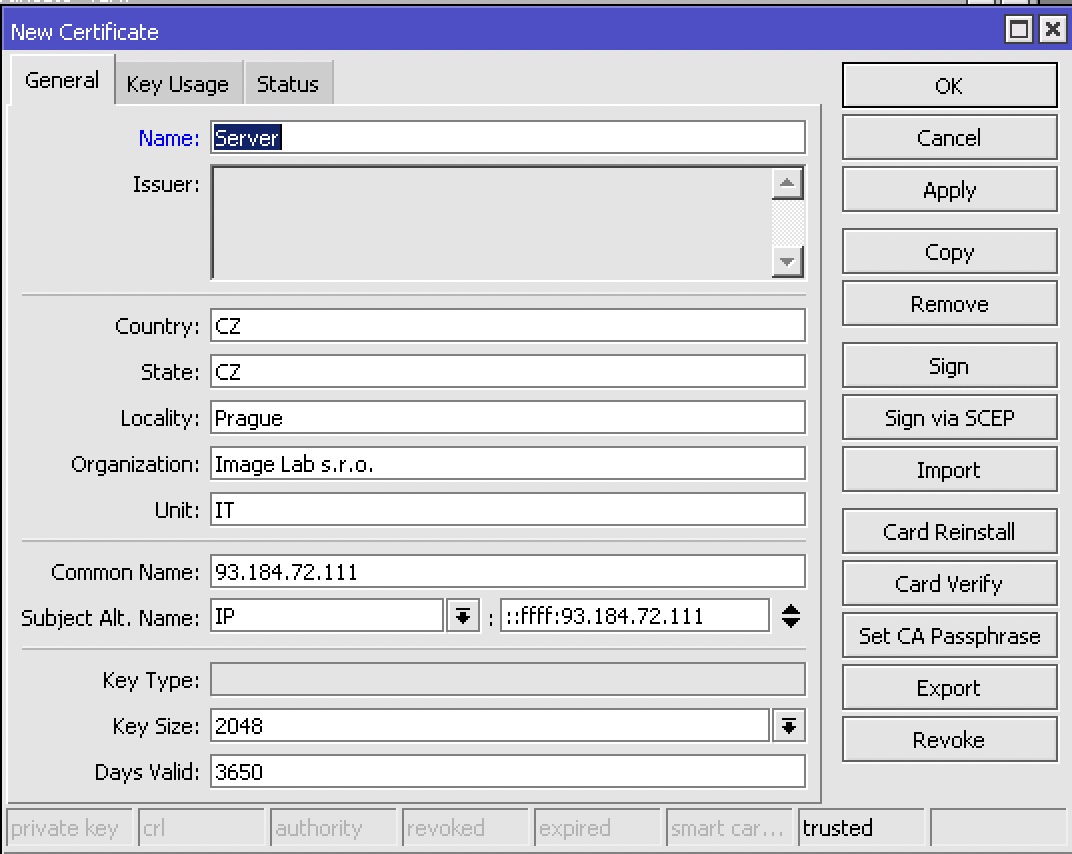 New Certificate
General Key Usage Status
OK
Name: Server
Cancel
Issuer:
Apply
Copy
Remove
Country: CZ
State: CZ
Sign
Locality: Prague
Sign via SCEP
Organization: Image Lab s.r.o.
Import
Unit: IT
Card Reinstall
Common Name: 93.184.72.111
Card Verify
Subject Alt. Name: IP : ::ffff:93.184.72.111
Set CA Passphrase
Key Type:
Export
Key Size: 2048
Revoke
Days Valid: 3650
private key crl authority revoked expired smart car... trusted